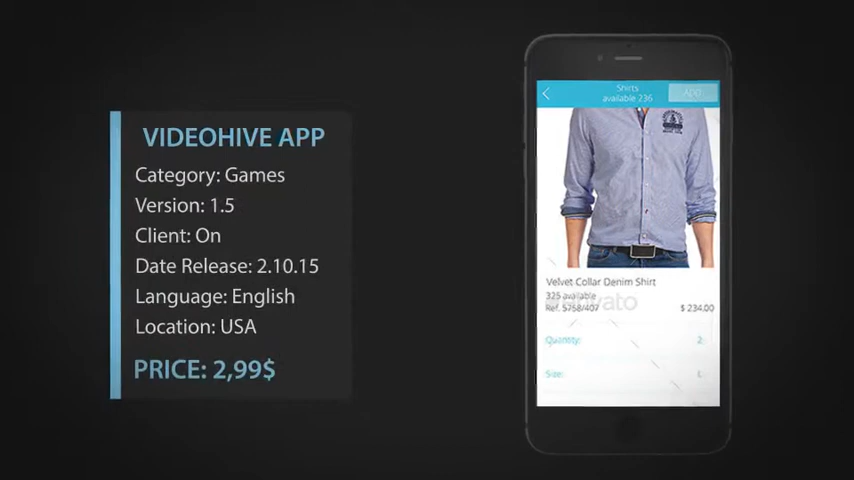 VIDEOHIVE APP
Category: Games
Version: 1.5
Client: On
Date Release: 2.10.15
Language: English
Location: USA
PRICE: 2,99$
Shirts
available 236
ADD
Velvet Collar Denim Shirt
325 available
Ref. 5768/407
$ 234.00
envato
Quantity:
2
Size:
L